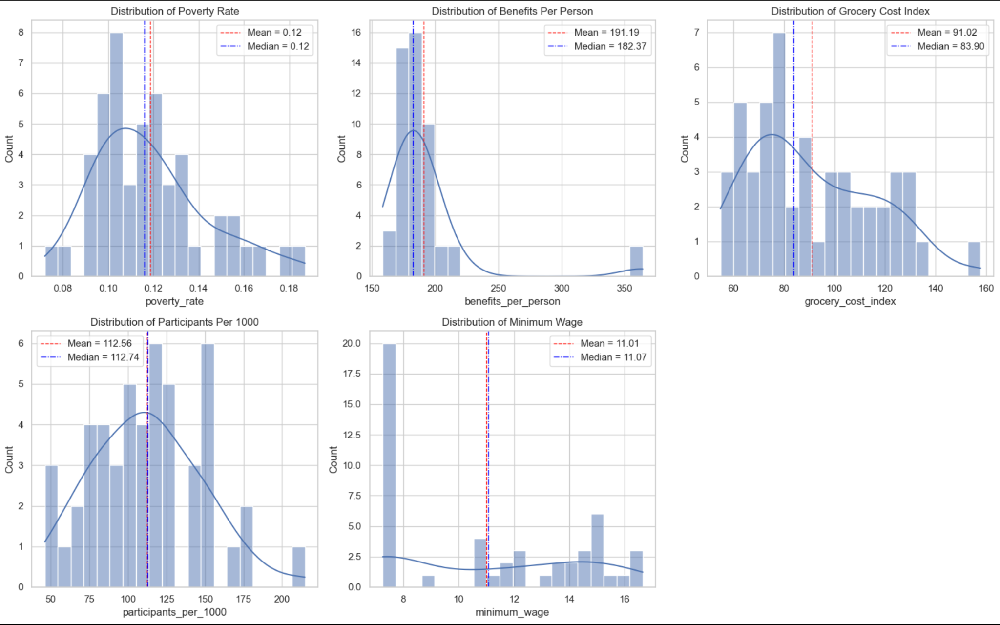 Distribution of Poverty Rate
Mean = 0.12
Median = 0.12
8
7
6
5
4
3
2
1
0
Count
0.08 0.10 0.12 0.14 0.16 0.18
poverty_rate
Distribution of Benefits Per Person
Mean = 191.19
Median = 182.37
16
14
12
10
8
6
4
2
0
Count
150 200 250 300 350
benefits_per_person
Distribution of Grocery Cost Index
Mean = 91.02
Median = 83.90
7
6
5
4
3
2
1
0
Count
60 80 100 120 140 160
grocery_cost_index
Distribution of Participants Per 1000
Mean = 112.56
Median = 112.74
6
5
4
3
2
1
0
Count
50 75 100 125 150 175 200
participants_per_1000
Distribution of Minimum Wage
Mean = 11.01
Median = 11.07
20.0
17.5
15.0
12.5
10.0
7.5
5.0
2.5
0.0
Count
8 10 12 14 16
minimum_wage